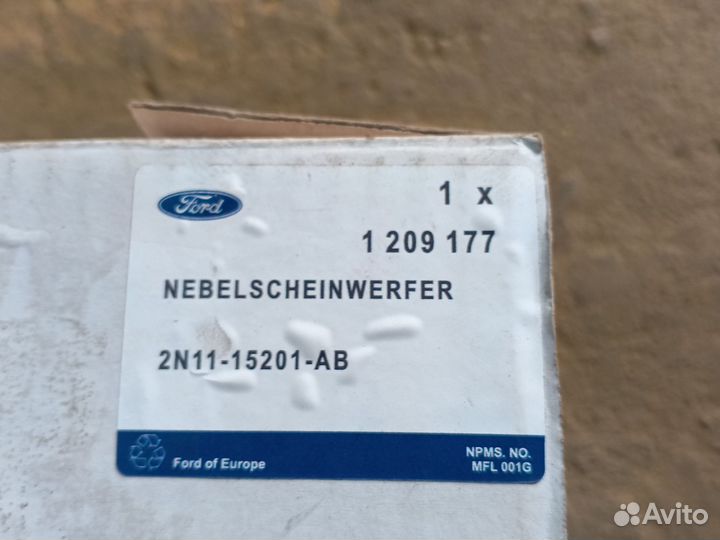 Ford
1 x
1 209 177
NEBELSCHEINWERFER
2N11-15201-AB
Ford of Europe
NPMS. NO.
MFL 001G
Avito